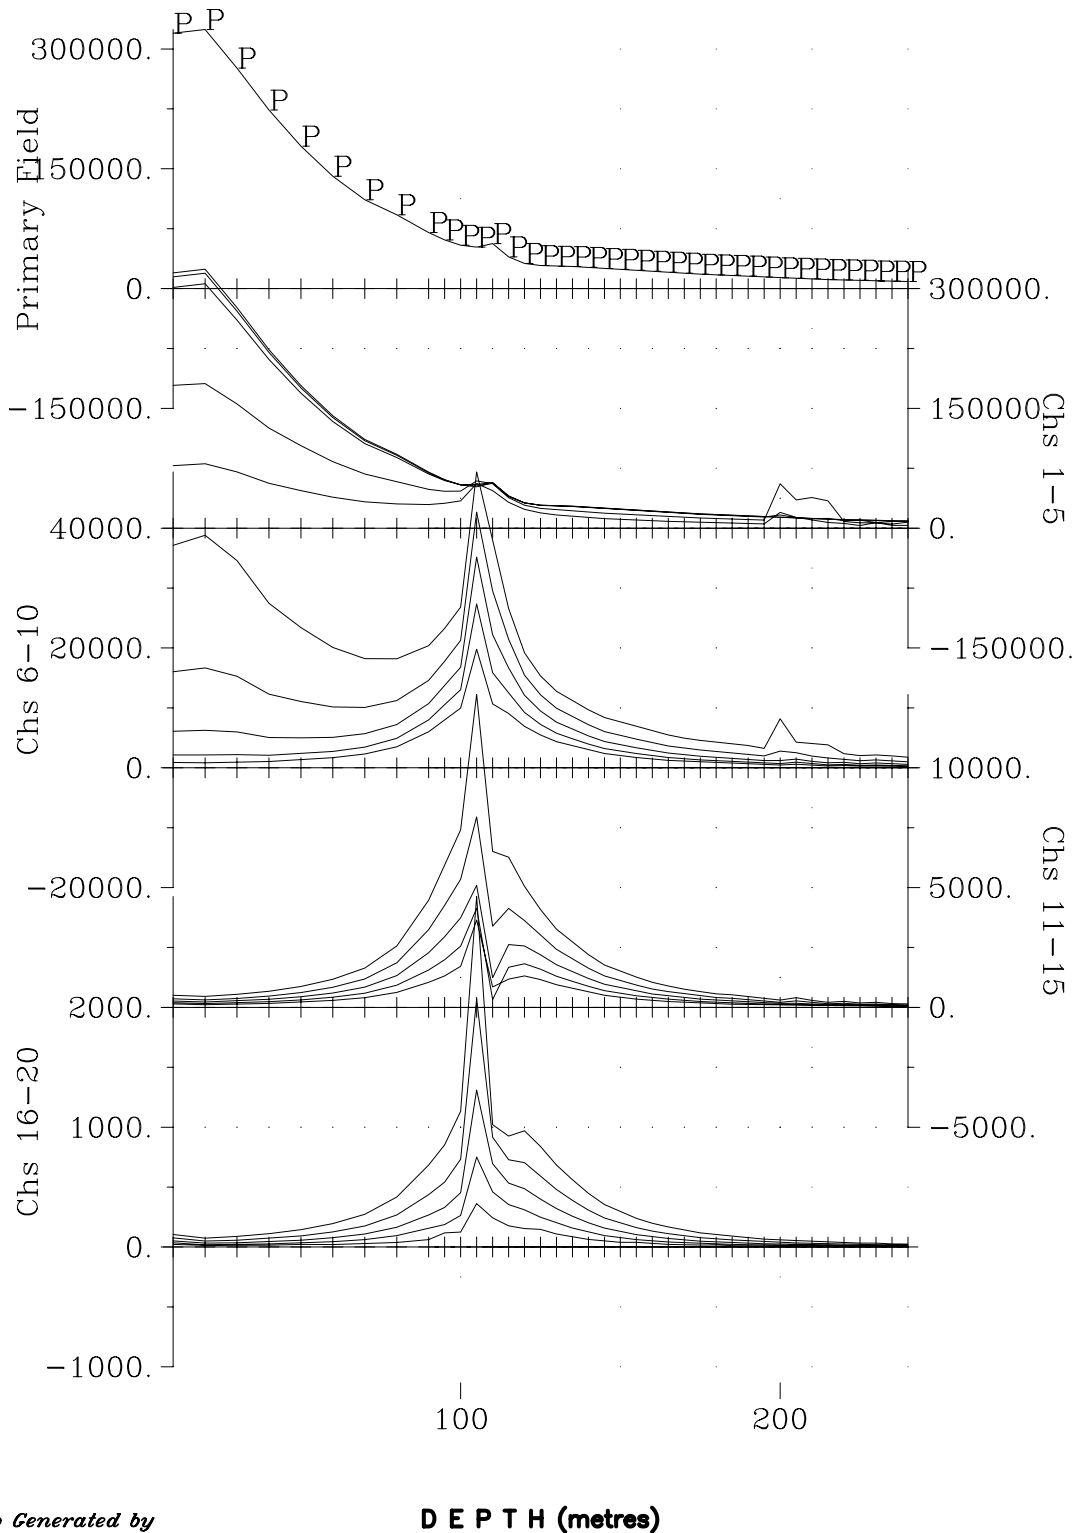 P P P P P P P P P P P P P P P P P P P P P P P P P P P P P P P P P P P P P P P
300000.
Primary Field
150000.
0.
300000.
-150000.
150000.
Chs 1-5
40000.
0.
Chs 6-10
20000.
-150000.
0.
10000.
-20000.
5000.
Chs 11-15
2000.
0.
Chs 16-20
1000.
-5000.
0.
-1000.
100
200
Generated by
D E P T H (metres)